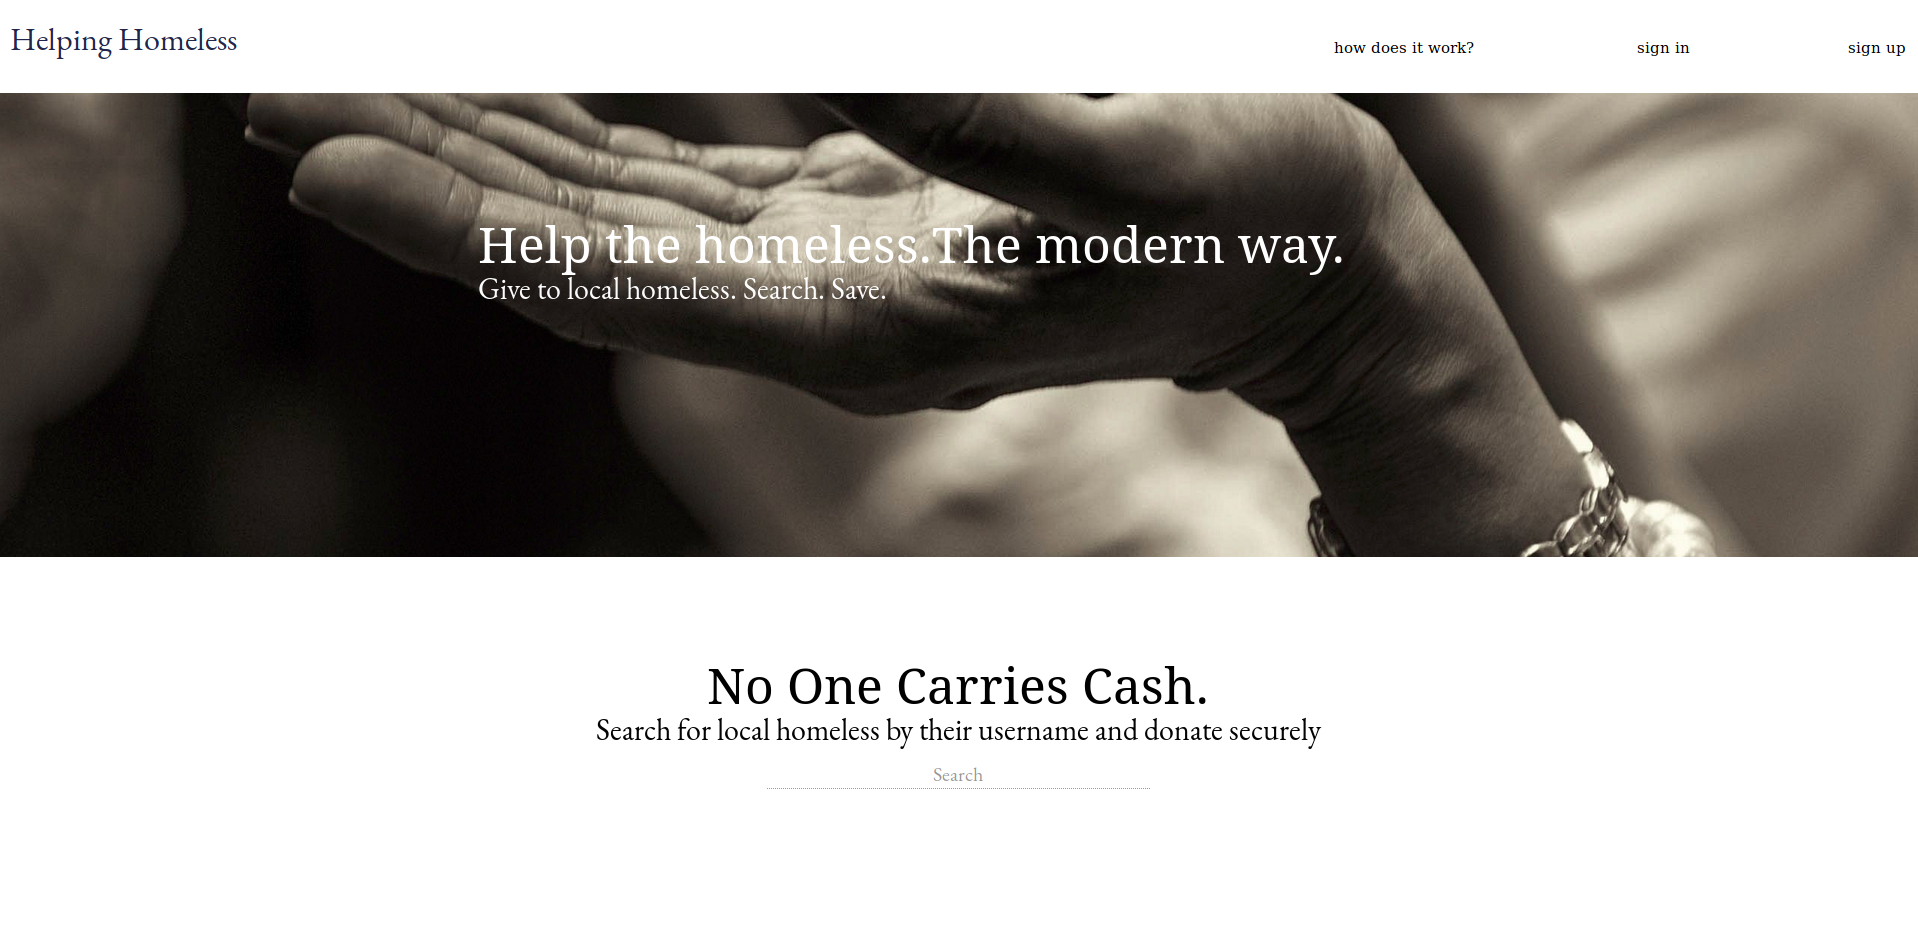 Helping Homeless
how does it work?
sign in
sign up
Help the homeless.The modern way.
Give to local homeless. Search. Save.
No One Carries Cash.
Search for local homeless by their username and donate securely
Search